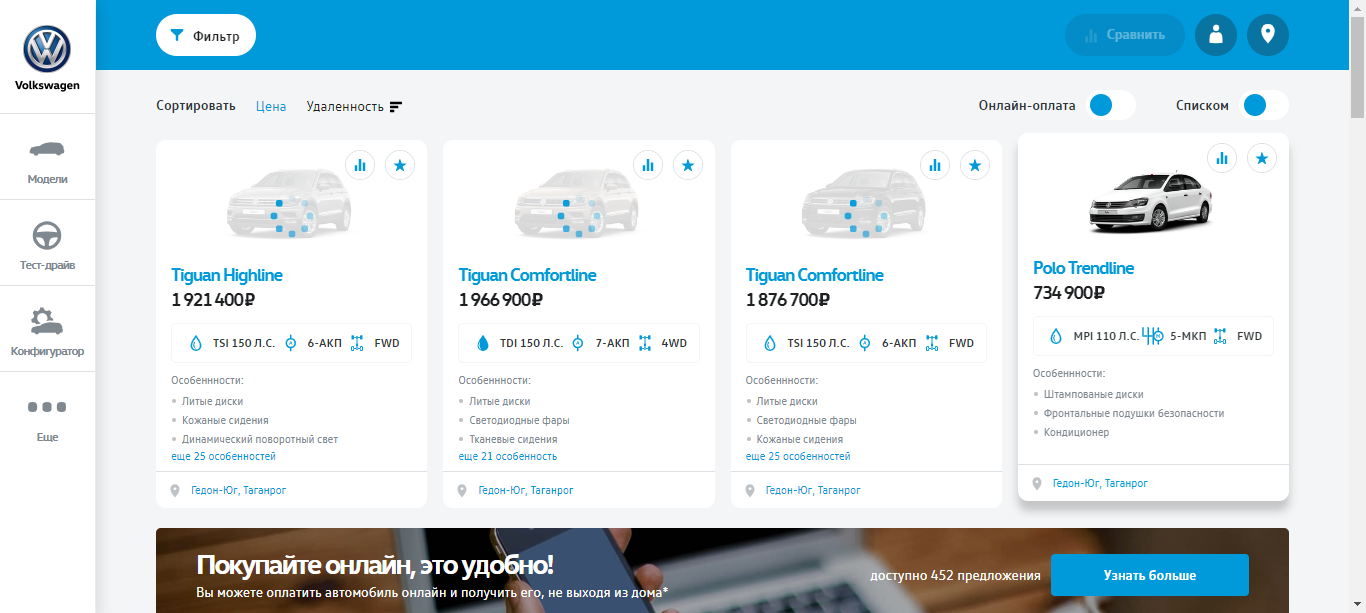 Volkswagen
Модели
Тест-драйв
Конфигуратор
Еще
Фильтр
Сравнить
Сортировать Цена Удаленность
Онлайн-оплата Списком
Tiguan Highline
1 921 400₽
TSI 150 Л.С. 6-АКП FWD
Особеннности:
Литые диски
Кожаные сидения
Динамический поворотный свет
еще 25 особенностей
Гедон-Юг, Таганрог
Tiguan Comfortline
1 966 900₽
TDI 150 Л.С. 7-АКП 4WD
Особеннности:
Литые диски
Светодиодные фары
Тканевые сидения
еще 21 особенность
Гедон-Юг, Таганрог
Tiguan Comfortline
1 876 700₽
TSI 150 Л.С. 6-АКП FWD
Особеннности:
Литые диски
Светодиодные фары
Кожаные сидения
еще 25 особенностей
Гедон-Юг, Таганрог
Polo Trendline
734 900₽
MPI 110 Л.С. 5-МКП FWD
Особеннности:
Штампованые диски
Фронтальные подушки безопасности
Кондиционер
Гедон-Юг, Таганрог
Покупайте онлайн, это удобно!
Вы можете оплатить автомобиль онлайн и получить его, не выходя из дома*
доступно 452 предложения
Узнать больше